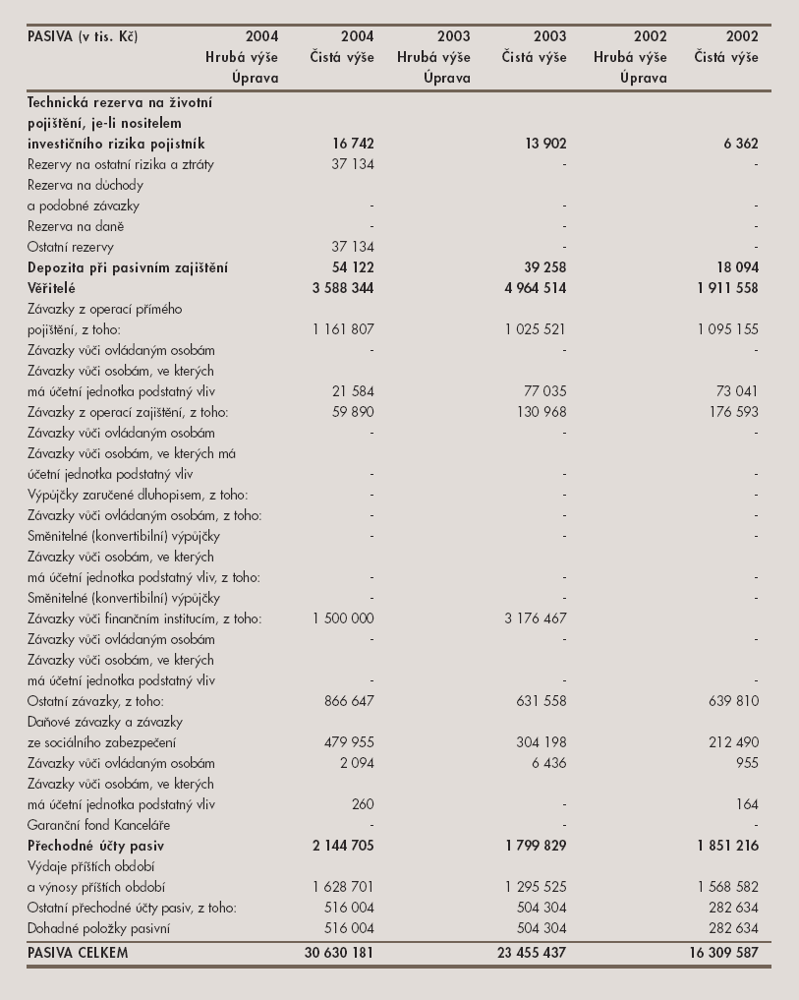 PASIVA (v tis. Kč) 2004 2004 2003 2003 2002 2002
Hrubá výše Čistá výše Hrubá výše Čistá výše Hrubá výše Čistá výše
Úprava Úprava Úprava
Technická rezerva na životní
pojištění, je-li nositelem
investičního rizika pojistník 16 742 13 902 6 362
Rezervy na ostatní rizika a ztráty 37 134 - -
Rezerva na důchody
a podobné závazky - - -
Rezerva na daně - - -
Ostatní rezervy 37 134 - -
Depozita při pasivním zajištění 54 122 39 258 18 094
Věřitelé 3 588 344 4 964 514 1 911 558
Závazky z operací přímého
pojištění, z toho: 1 161 807 1 025 521 1 095 155
Závazky vůči ovládaným osobám - - -
Závazky vůči osobám, ve kterých
má účetní jednotka podstatný vliv 21 584 77 035 73 041
Závazky z operací zajištění, z toho: 59 890 130 968 176 593
Závazky vůči ovládaným osobám - - -
Závazky vůči osobám, ve kterých má
účetní jednotka podstatný vliv - - -
Výpůjčky zaručené dluhopisem, z toho: - - -
Závazky vůči ovládaným osobám, z toho: - - -
Směnitelné (konvertibilní) výpůjčky - - -
Závazky vůči osobám, ve kterých
má účetní jednotka podstatný vliv, z toho: - - -
Směnitelné (konvertibilní) výpůjčky - - -
Závazky vůči finančním institucím, z toho: 1 500 000 3 176 467
Závazky vůči ovládaným osobám - - -
Závazky vůči osobám, ve kterých
má účetní jednotka podstatný vliv - - -
Ostatní závazky, z toho: 866 647 631 558 639 810
Daňové závazky a závazky
ze sociálního zabezpečení 479 955 304 198 212 490
Závazky vůči ovládaným osobám 2 094 6 436 955
Závazky vůči osobám, ve kterých
má účetní jednotka podstatný vliv 260 - 164
Garanční fond Kanceláře - - -
Přechodné účty pasiv 2 144 705 1 799 829 1 851 216
Výdaje příštích období
a výnosy příštích období 1 628 701 1 295 525 1 568 582
Ostatní přechodné účty pasiv, z toho: 516 004 504 304 282 634
Dohadné položky pasivní 516 004 504 304 282 634
PASIVA CELKEM 30 630 181 23 455 437 16 309 587